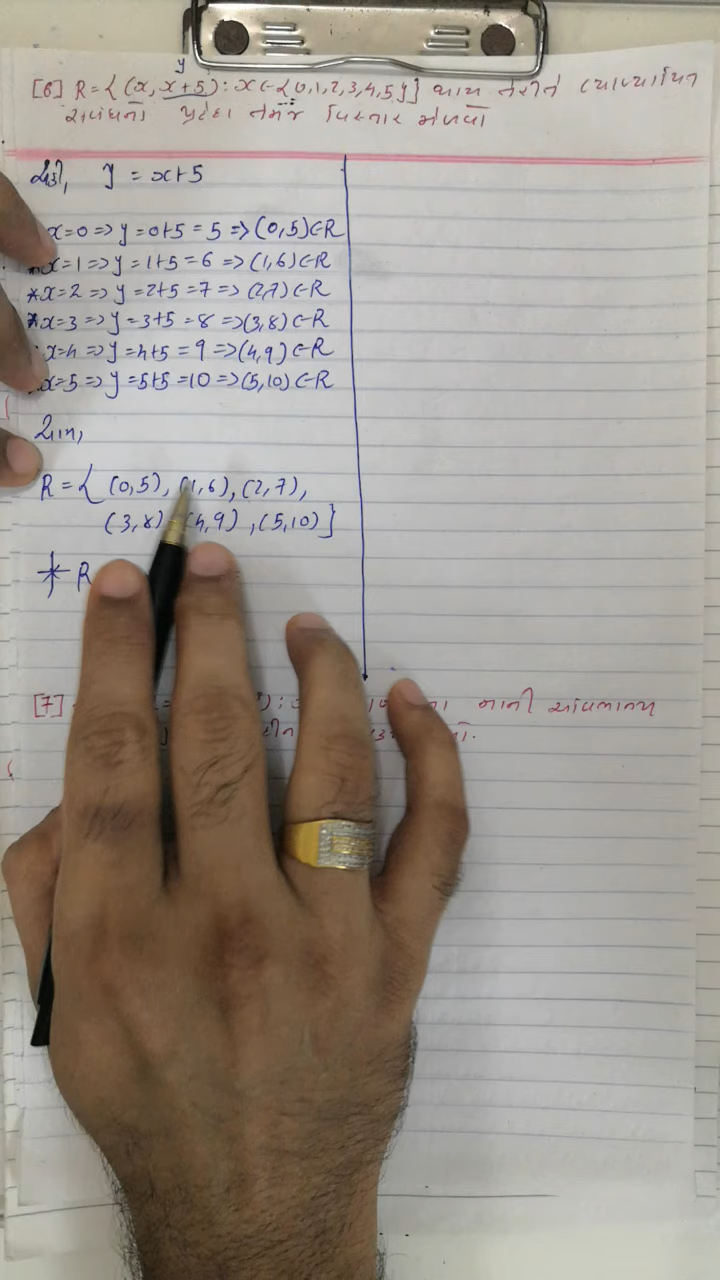 y
[6] R = { (x, x+5) : x ∈ {0,1,2,3,4,5}} થાય તે રીતે વ્યાખ્યાયિત
સંબંધનો પ્રદેશ તેમજ વિસ્તાર મેળવો
અહીં, y = x+5
x=0 => y = 0+5 = 5 => (0,5) ∈ R
*x=1 => y = 1+5 = 6 => (1,6) ∈ R
*x=2 => y = 2+5 = 7 => (2,7) ∈ R
*x=3 => y = 3+5 = 8 => (3,8) ∈ R
x=4 => y = 4+5 = 9 => (4,9) ∈ R
x=5 => y = 5+5 = 10 => (5,10) ∈ R
R = { (0,5), (1,6), (2,7),
(3,8) (4,9), (5,10) }
* R
[7] નાની અવિભાજ્ય